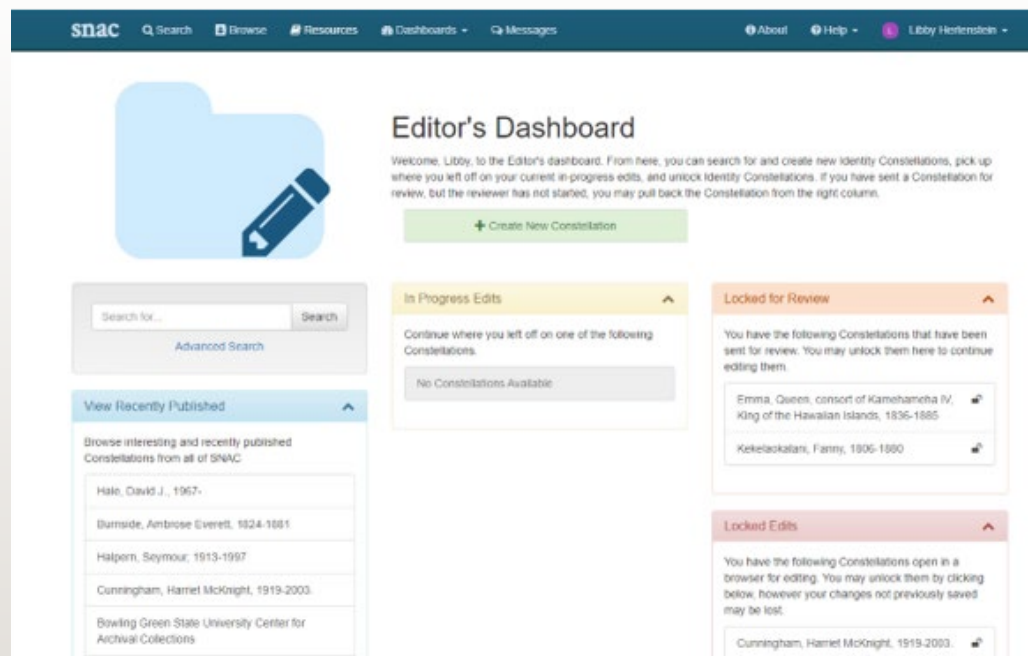 snac Search Browse Resources Dashboards Messages About Help L Libby Hertenstein
Editor's Dashboard
Welcome, Libby, to the Editor's dashboard. From here, you can search for and create new Identity Constellations, pick up
where you left off on your current in-progress edits, and unlock Identity Constellations. If you have sent a Constellation for
review, but the reviewer has not started, you may pull back the Constellation from the right column.
+ Create New Constellation
Search for... Search
Advanced Search
View Recently Published
Browse interesting and recently published
Constellations from all of SNAC
Hale, David J., 1967-
Burnside, Ambrose Everett, 1824-1881
Halpern, Seymour, 1913-1997
Cunningham, Harriet McKnight, 1919-2003.
Bowling Green State University Center for
Archival Collections
In Progress Edits
Continue where you left off on one of the following
Constellations.
No Constellations Available
Locked for Review
You have the following Constellations that have been
sent for review. You may unlock them here to continue
editing them.
Emma, Queen, consort of Kamehameha IV,
King of the Hawaiian Islands, 1836-1885
Kekelaokalani, Fanny, 1806-1880
Locked Edits
You have the following Constellations open in a
browser for editing. You may unlock them by clicking
below, however your changes not previously saved
may be lost.
Cunningham, Harriet McKnight, 1919-2003.